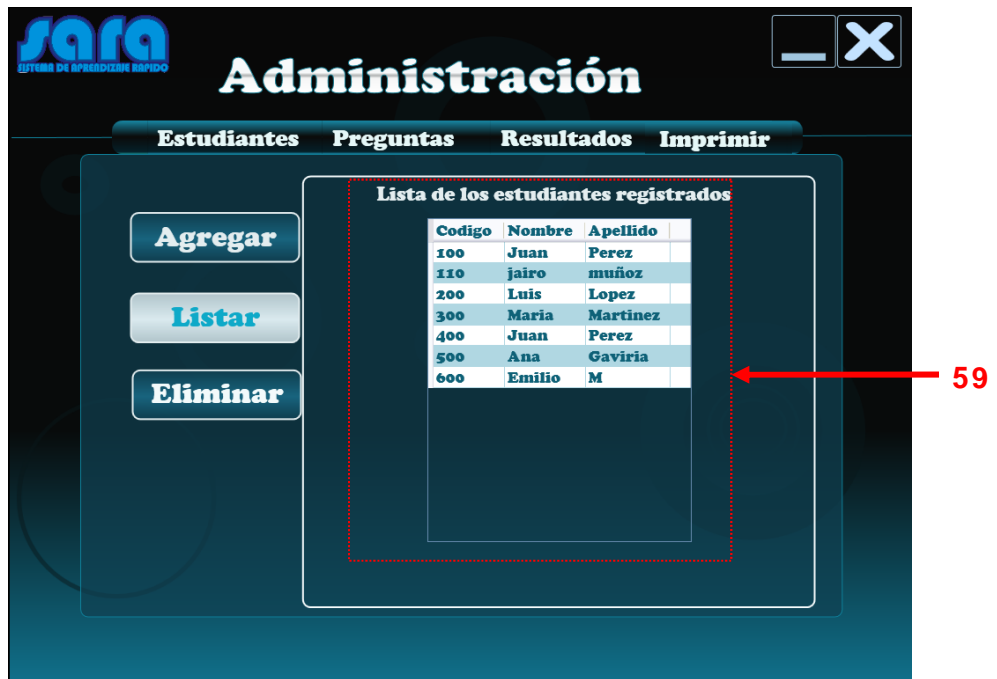 sara
SISTEMA DE APRENDIZAJE RAPIDO
Administración
Estudiantes Preguntas Resultados Imprimir
Lista de los estudiantes registrados
Agregar
Listar
Eliminar
Codigo Nombre Apellido
100 Juan Perez
110 jairo muñoz
200 Luis Lopez
300 Maria Martinez
400 Juan Perez
500 Ana Gaviria
600 Emilio M
59